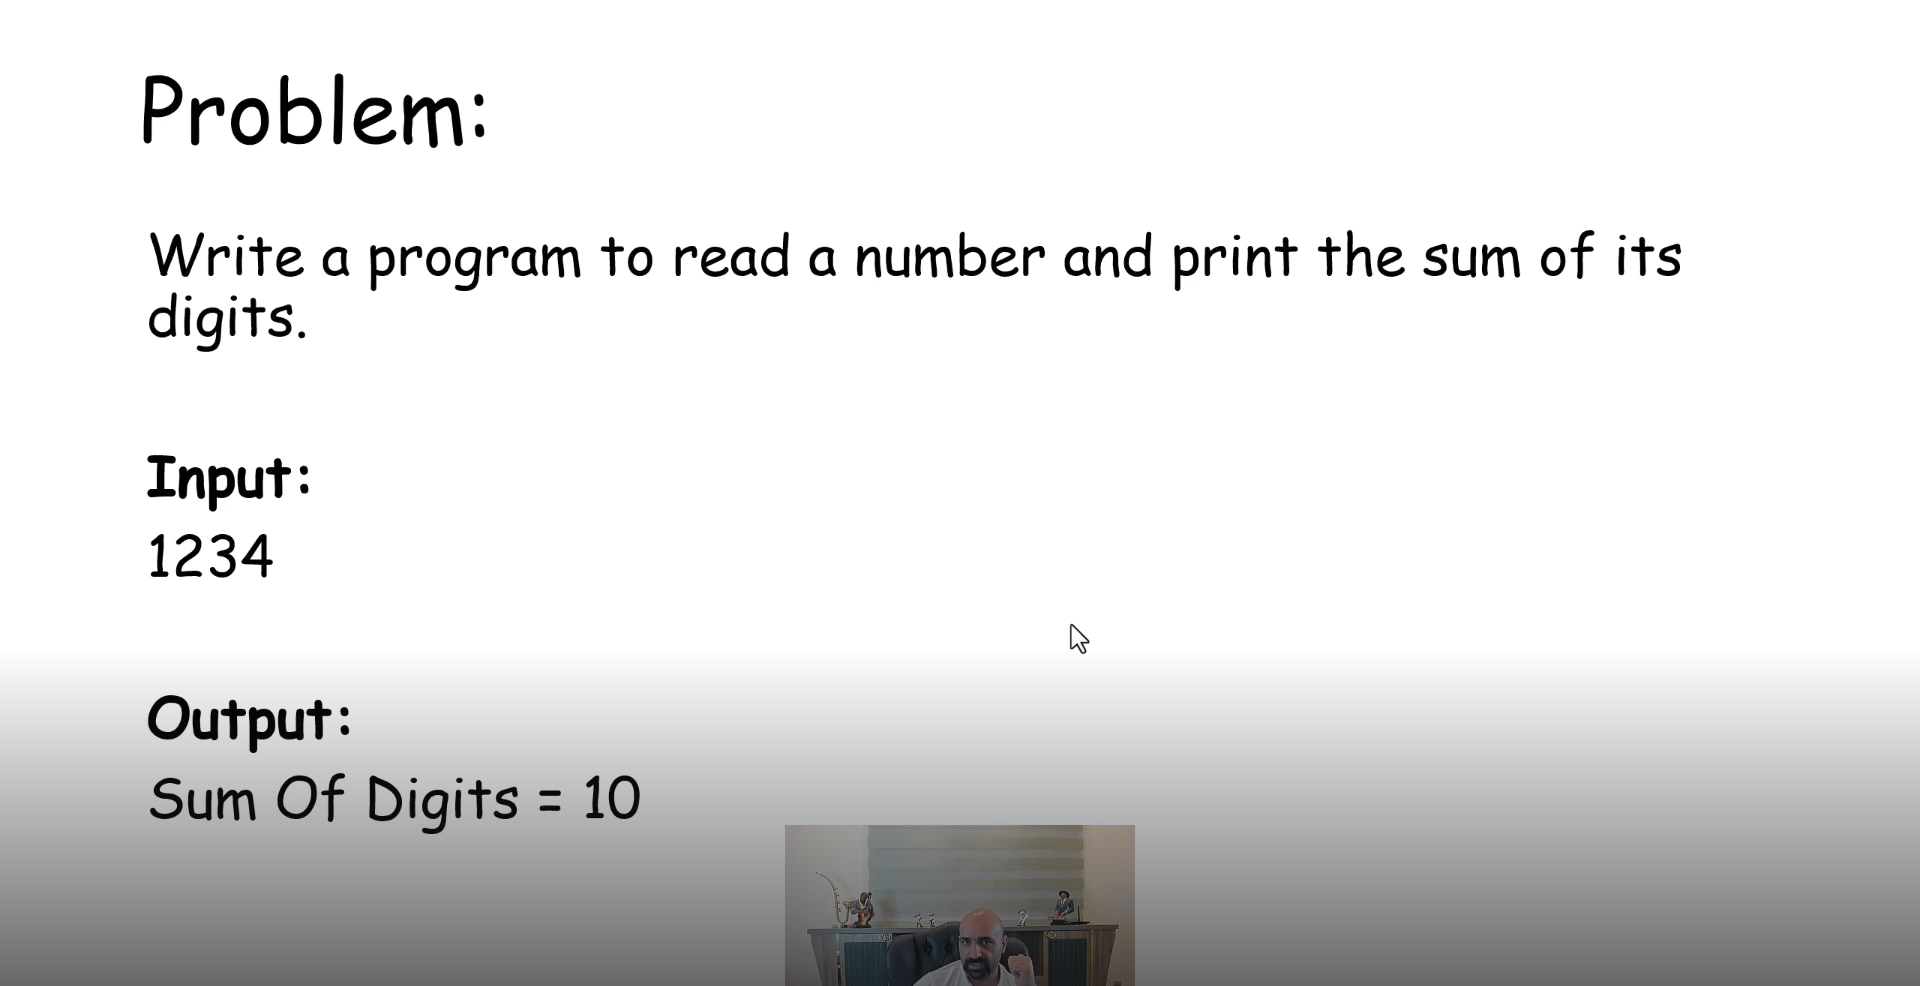 Problem:
Write a program to read a number and print the sum of its
digits.
Input:
1234
Output:
Sum Of Digits = 10